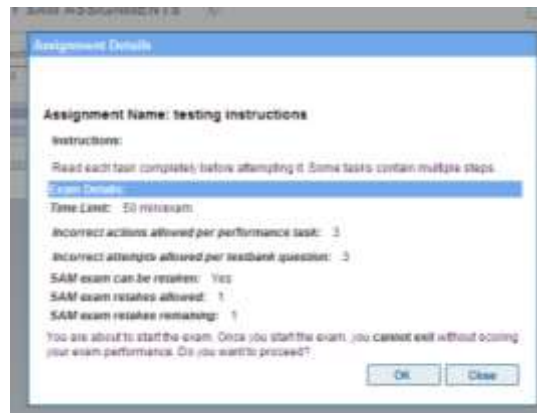 SAM ASSIGNMENTS
Assignment Details
Assignment Name: testing instructions
Instructions:
Read each task completely before attempting it. Some tasks contain multiple steps.
Exam Details:
Time Limit: 50 min/exam
Incorrect actions allowed per performance task: 3
Incorrect attempts allowed per testbank question: 3
SAM exam can be retaken: Yes
SAM exam retakes allowed: 1
SAM exam retakes remaining: 1
You are about to start the exam. Once you start the exam, you cannot exit without scoring
your exam performance. Do you want to proceed?
OK Close